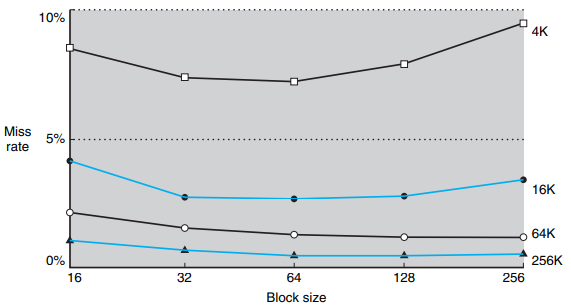 10%
4K
Miss
rate
5%
16K
64K
0%
256K
16 32 64 128 256
Block size